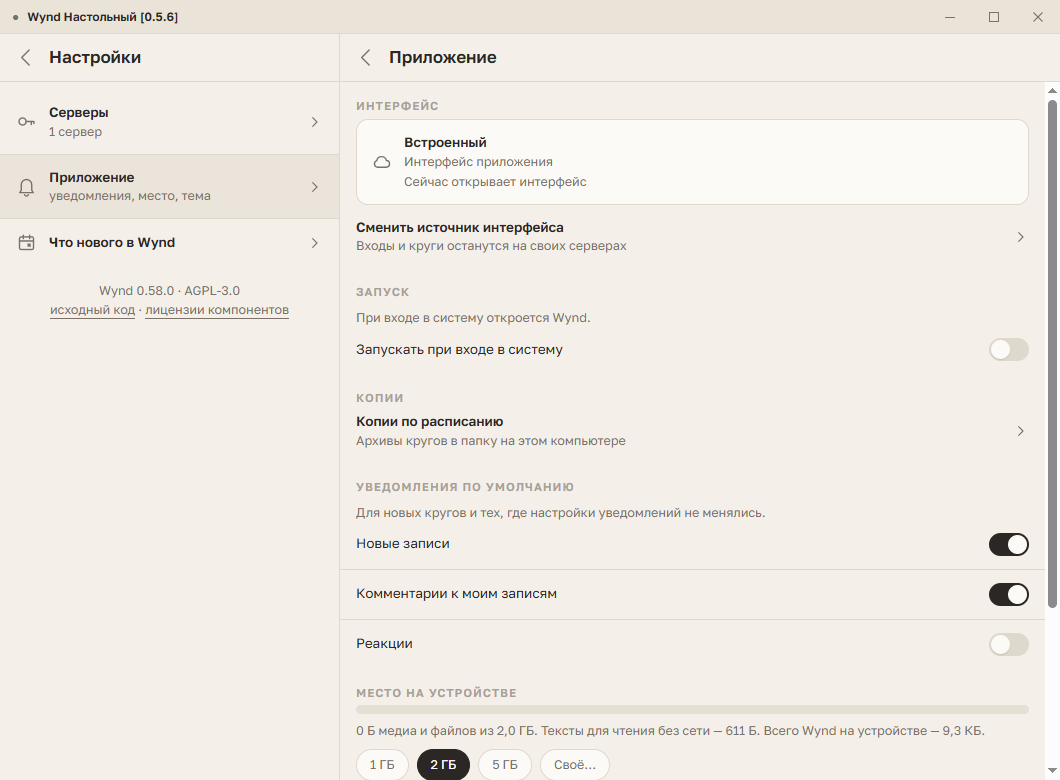 Wynd Настольный [0.5.6]
Настройки
Приложение
Серверы
1 сервер
Приложение
уведомления, место, тема
Что нового в Wynd
Wynd 0.58.0 · AGPL-3.0
исходный код · лицензии компонентов
ИНТЕРФЕЙС
Встроенный
Интерфейс приложения
Сейчас открывает интерфейс
Сменить источник интерфейса
Входы и круги останутся на своих серверах
ЗАПУСК
При входе в систему откроется Wynd.
Запускать при входе в систему
КОПИИ
Копии по расписанию
Архивы кругов в папку на этом компьютере
УВЕДОМЛЕНИЯ ПО УМОЛЧАНИЮ
Для новых кругов и тех, где настройки уведомлений не менялись.
Новые записи
Комментарии к моим записям
Реакции
МЕСТО НА УСТРОЙСТВЕ
0 Б медиа и файлов из 2,0 ГБ. Тексты для чтения без сети — 611 Б. Всего Wynd на устройстве — 9,3 КБ.
1 ГБ 2 ГБ 5 ГБ Своё…